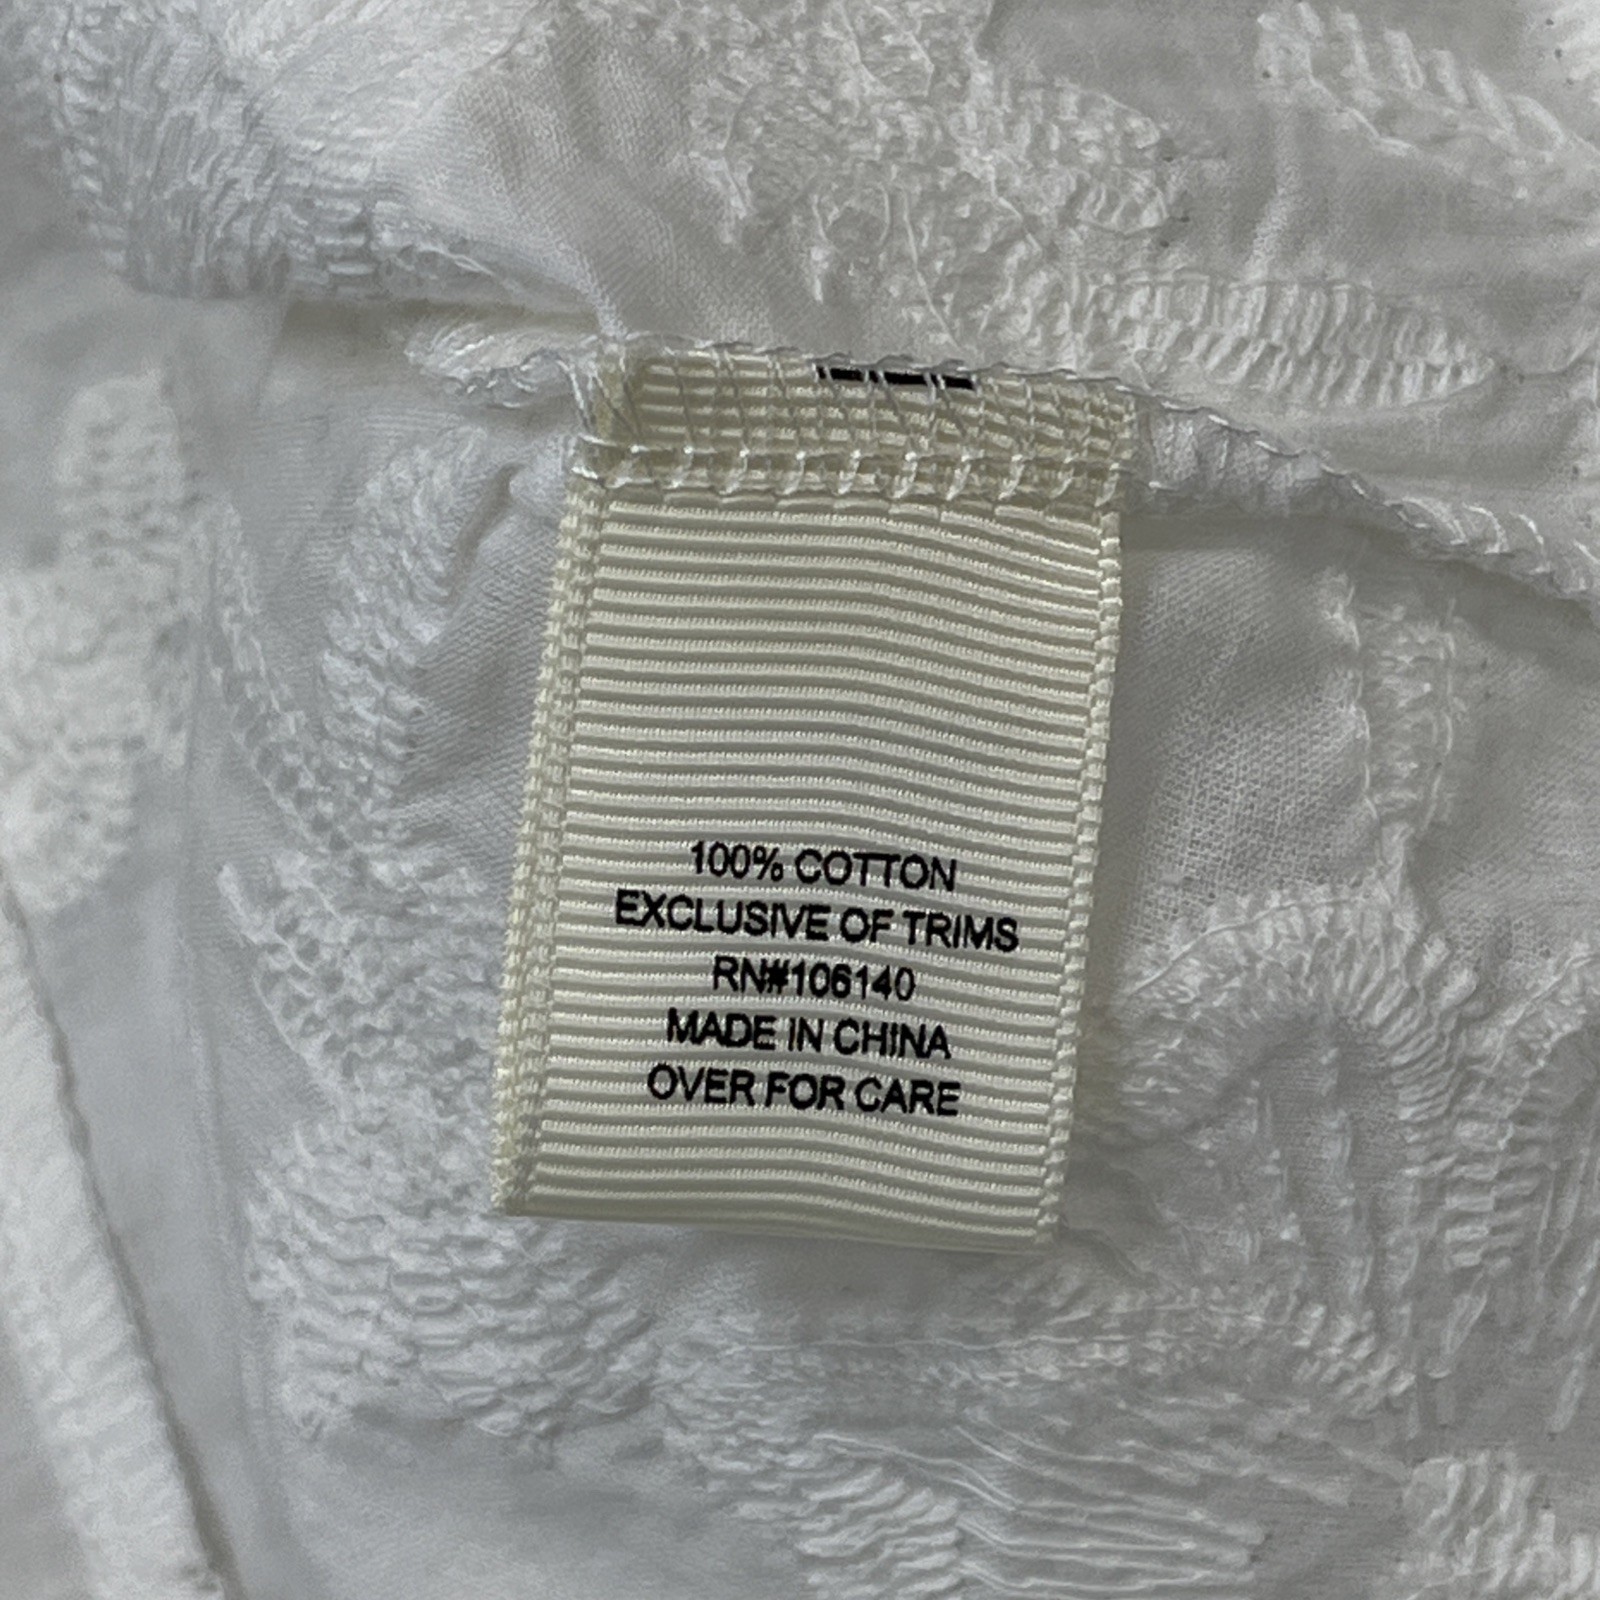 100% COTTON
EXCLUSIVE OF TRIMS
RN#106140
MADE IN CHINA
OVER FOR CARE